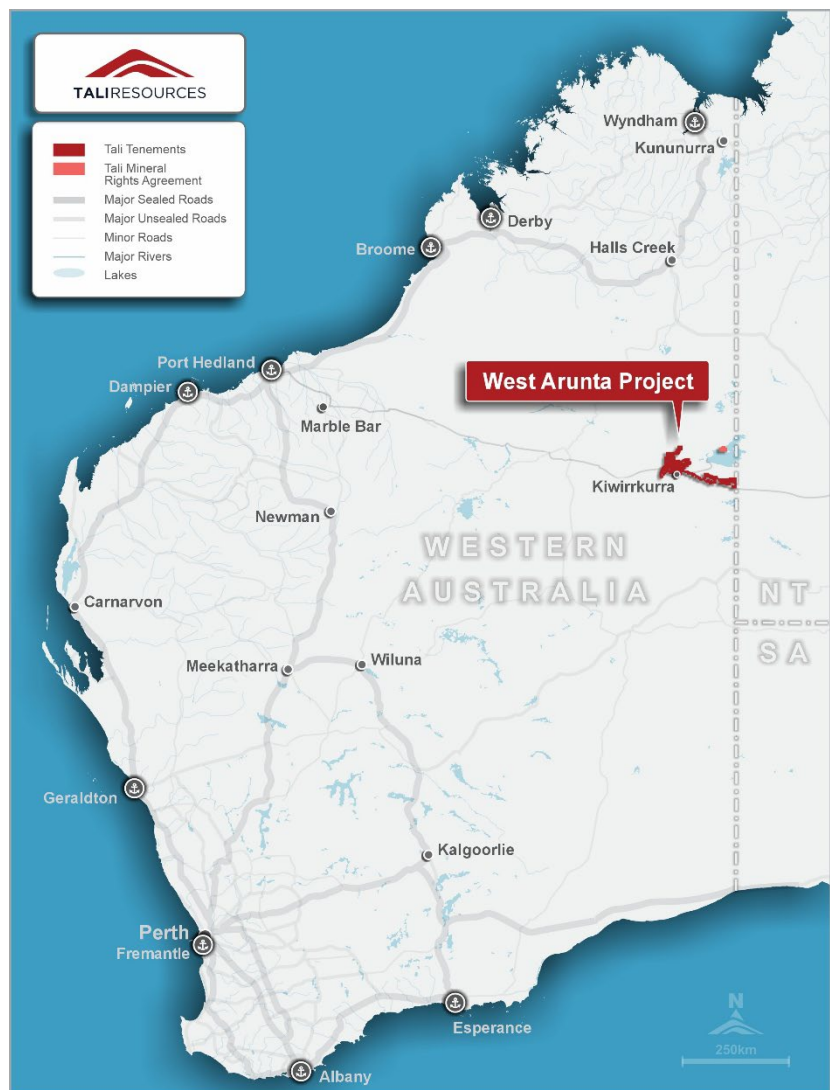 TALIRESOURCES
Tali Tenements
Tali Mineral
Rights Agreement
Major Sealed Roads
Major Unsealed Roads
Minor Roads
Major Rivers
Lakes
Wyndham
Kununurra
Derby
Broome
Halls Creek
Port Hedland
Dampier
West Arunta Project
Marble Bar
Kiwirrkurra
Newman
WESTERN
AUSTRALIA
NT
SA
Carnarvon
Meekatharra
Wiluna
Geraldton
Kalgoorlie
Perth
Fremantle
Esperance
Albany
N
250km